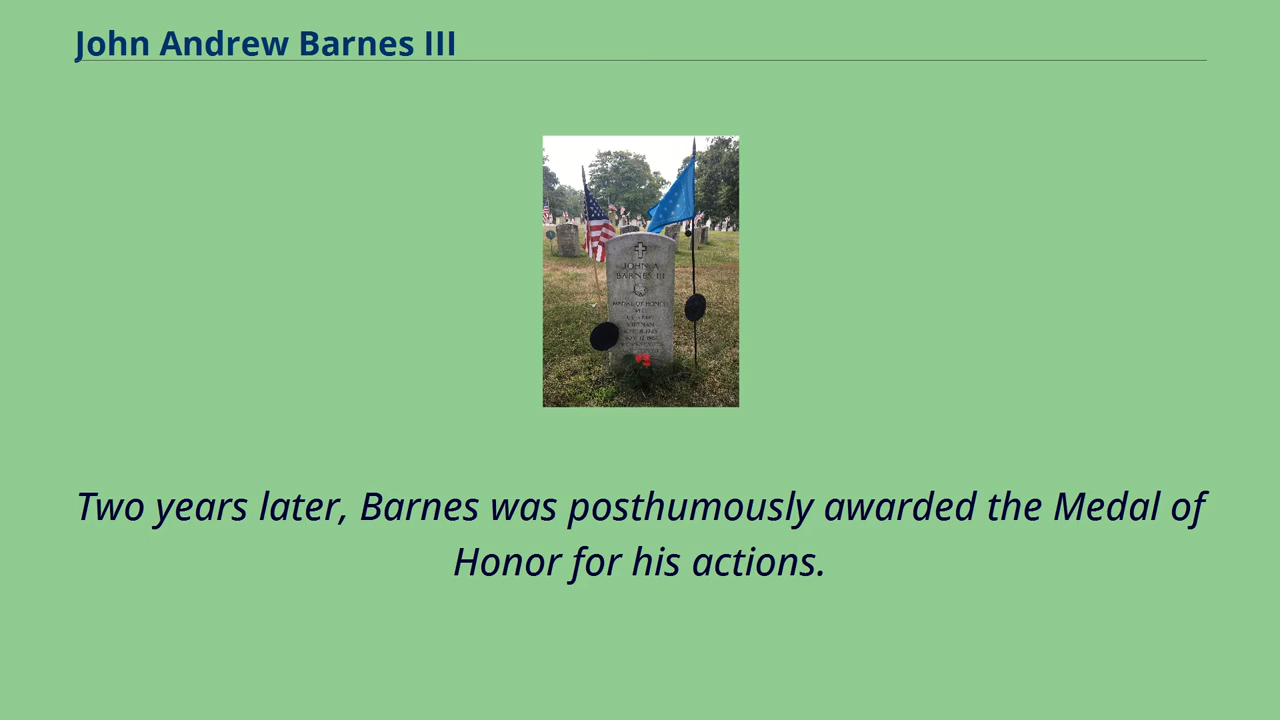 John Andrew Barnes III
JOHN A
BARNES III
MEDAL OF HONOR
VIETNAM
Two years later, Barnes was posthumously awarded the Medal of
Honor for his actions.